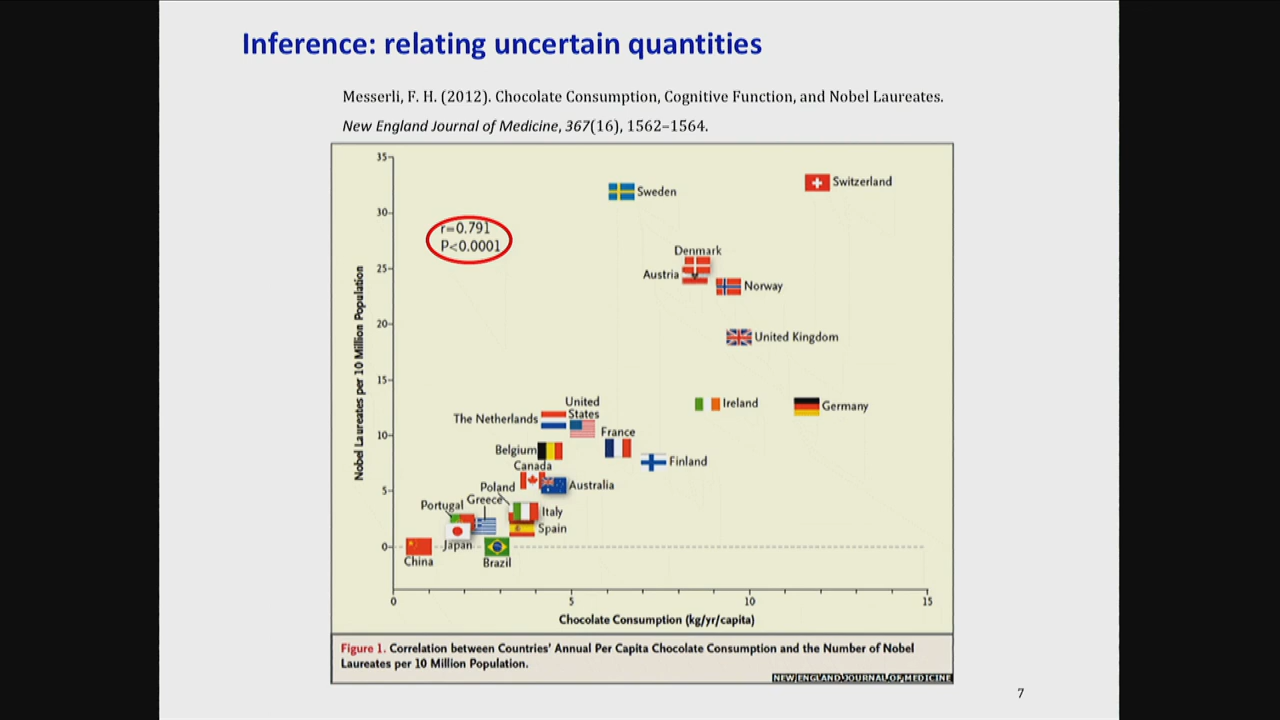 Inference: relating uncertain quantities
Messerli, F. H. (2012). Chocolate Consumption, Cognitive Function, and Nobel Laureates.
New England Journal of Medicine, 367(16), 1562–1564.
35
30
25
20
15
10
5
0
Nobel Laureates per 10 Million Population
r=0.791
P<0.0001
Sweden
Switzerland
Denmark
Austria
Norway
United Kingdom
Ireland
Germany
United
States
The Netherlands
France
Belgium
Finland
Canada
Australia
Poland
Portugal
Greece
Italy
Spain
Japan
China
Brazil
0
5
10
15
Chocolate Consumption (kg/yr/capita)
Figure 1. Correlation between Countries' Annual Per Capita Chocolate Consumption and the Number of Nobel
Laureates per 10 Million Population.
NEW ENGLAND JOURNAL OF MEDICINE
7